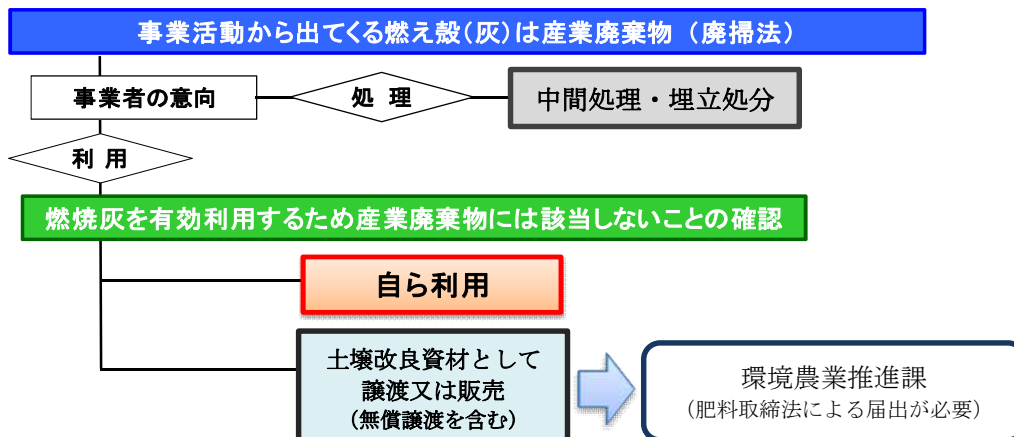 事業活動から出てくる燃え殻(灰)は産業廃棄物 (廃掃法)
事業者の意向
処 理
中間処理・埋立処分
利 用
燃焼灰を有効利用するため産業廃棄物には該当しないことの確認
自ら利用
土壌改良資材として
譲渡又は販売
(無償譲渡を含む)
環境農業推進課
(肥料取締法による届出が必要)